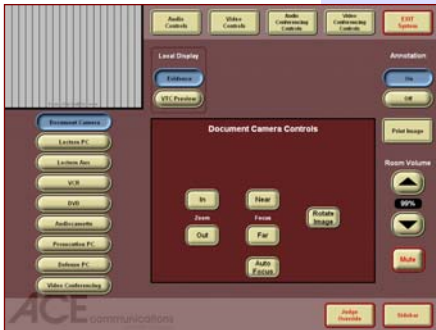 Audio
Controls
Video
Controls
Audio
Conferencing
Controls
Video
Conferencing
Controls
EXIT
System
Local Display
Evidence
VTC Preview
Annotation
On
Off
Print Image
Room Volume
99%
Mute
Document Camera
Lectern PC
Lectern Aux
VCR
DVD
Audiocassette
Prosecution PC
Defense PC
Video Conferencing
Document Camera Controls
In
Zoom
Out
Near
Focus
Far
Auto
Focus
Rotate
Image
ACE communications
Judge
Override
Sidebar